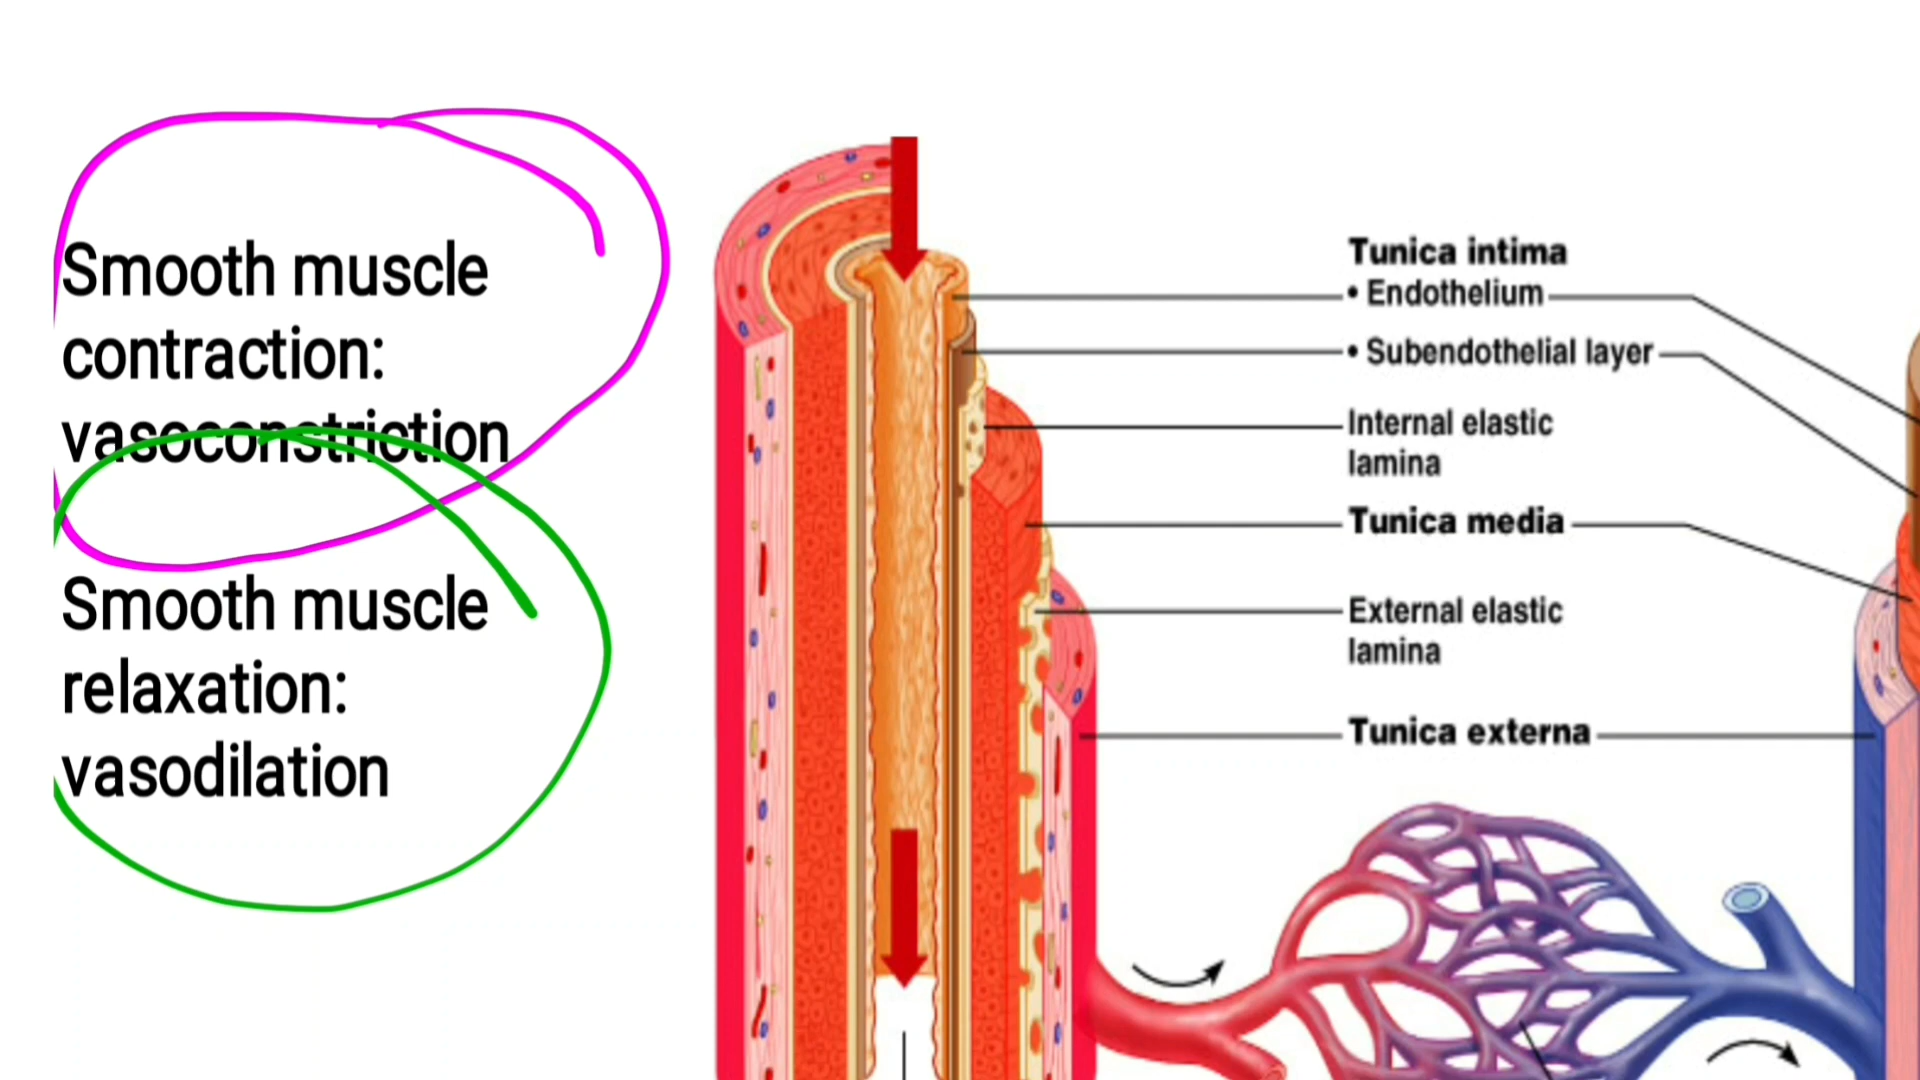 Smooth muscle
contraction:
vasoconstriction
Smooth muscle
relaxation:
vasodilation
Tunica intima
• Endothelium
• Subendothelial layer
Internal elastic
lamina
Tunica media
External elastic
lamina
Tunica externa